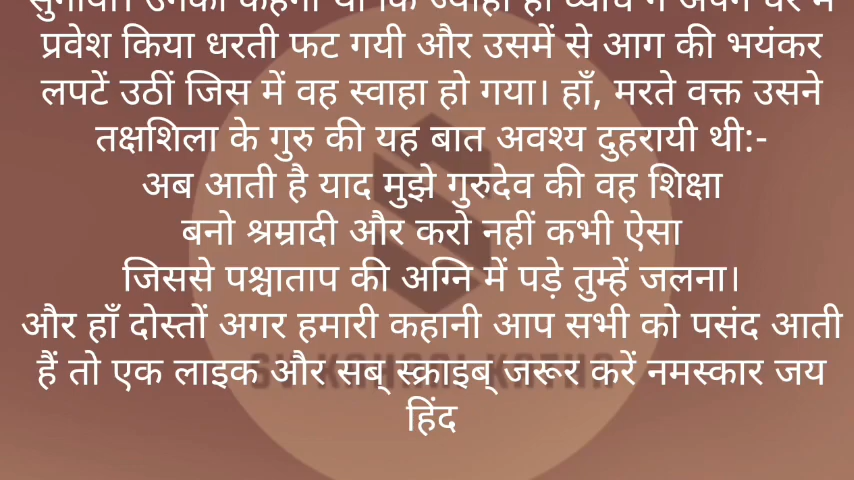 प्रवेश किया धरती फट गयी और उसमें से आग की भयंकर
लपटें उठीं जिस में वह स्वाहा हो गया। हाँ, मरते वक्त उसने
तक्षशिला के गुरु की यह बात अवश्य दुहरायी थी:-
अब आती है याद मुझे गुरुदेव की वह शिक्षा
बनो श्रम्रादी और करो नहीं कभी ऐसा
जिससे पश्चाताप की अग्नि में पड़े तुम्हें जलना।
और हाँ दोस्तों अगर हमारी कहानी आप सभी को पसंद आती
हैं तो एक लाइक और सब् स्क्राइब् जरूर करें नमस्कार जय
हिंद